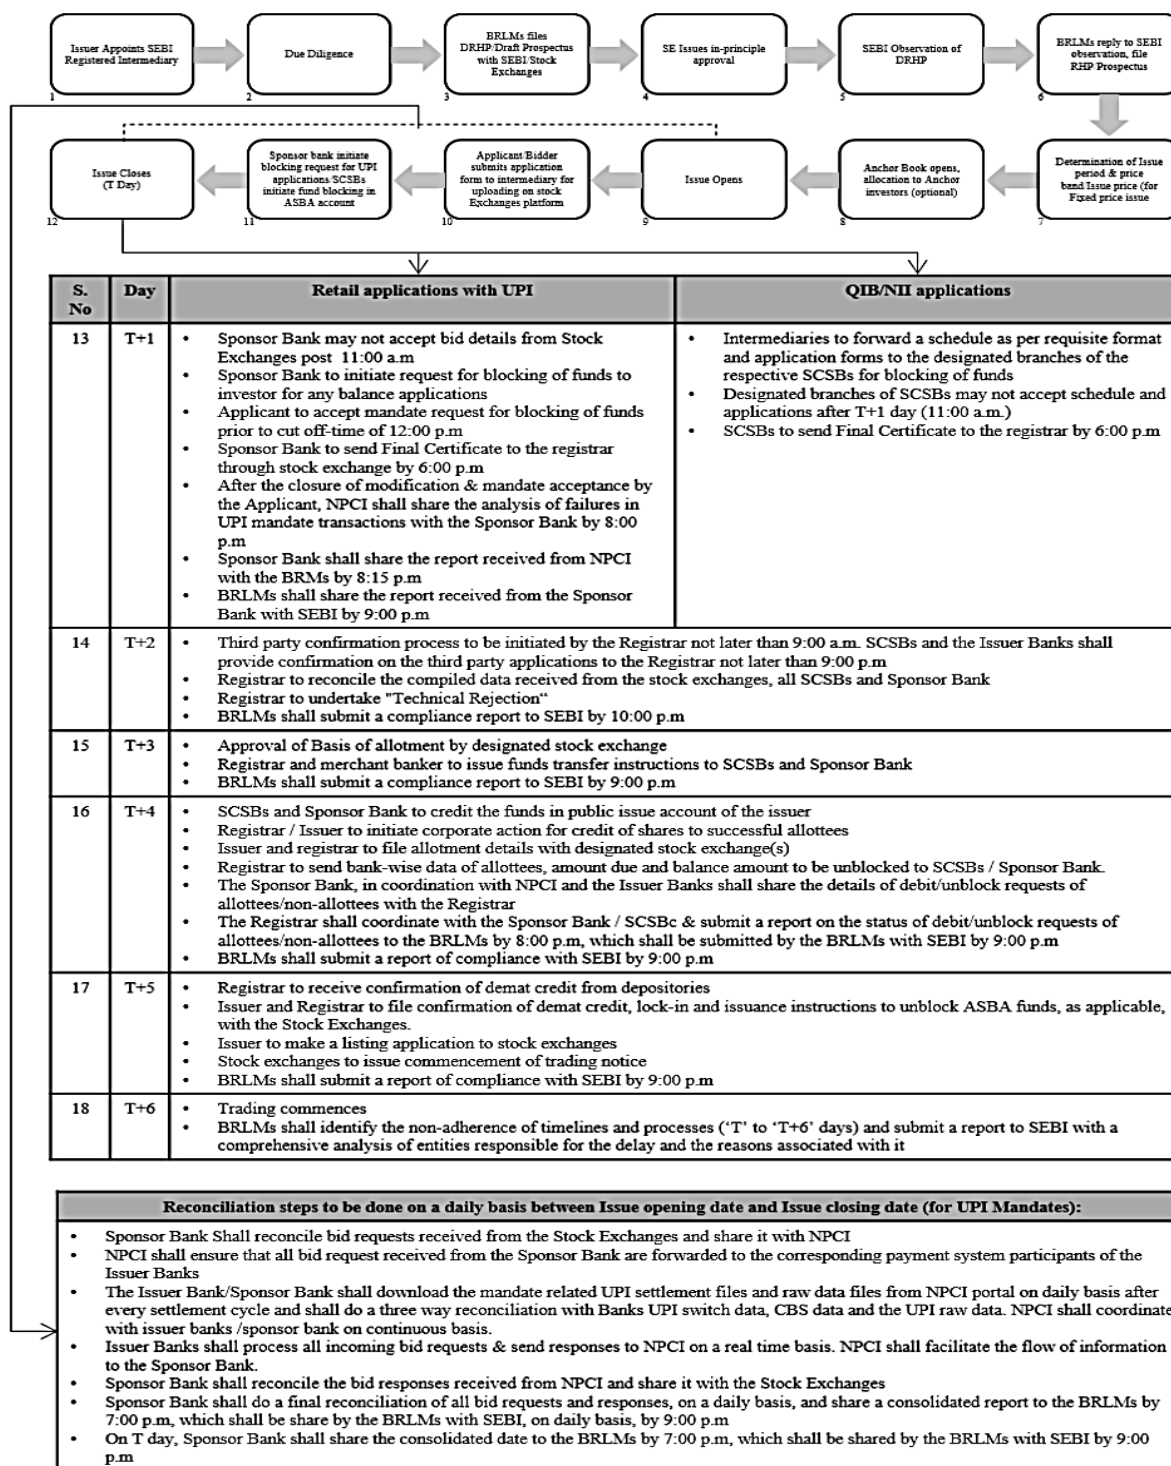 Issuer Appoints SEBI
Registered Intermediary
1
Due Diligence
2
BRLMs files
DRHP/Draft Prospectus
with SEBI/Stock
Exchanges
3
SE Issues in-principle
approval
4
SEBI Observation of
DRHP
5
BRLMs reply to SEBI
observation, file
RHP Prospectus
6
Determination of Issue
period & price
band/Issue price (for
Fixed price issue
7
Anchor Book opens,
allocation to Anchor
investors (optional)
8
Issue Opens
9
Applicant/Bidder
submits application
form to intermediary for
uploading on stock
Exchanges platform
10
Sponsor bank initiate
blocking request for UPI
applications/SCSBs
initiate fund blocking in
ASBA account
11
Issue Closes
(T Day)
12
S. No
Day
Retail applications with UPI
QIB/NII applications
13
T+1
• Sponsor Bank may not accept bid details from Stock
Exchanges post 11:00 a.m
• Sponsor Bank to initiate request for blocking of funds to
investor for any balance applications
• Applicant to accept mandate request for blocking of funds
prior to cut off-time of 12:00 p.m
• Sponsor Bank to send Final Certificate to the registrar
through stock exchange by 6:00 p.m
• After the closure of modification & mandate acceptance by
the Applicant, NPCI shall share the analysis of failures in
UPI mandate transactions with the Sponsor Bank by 8:00
p.m
• Sponsor Bank shall share the report received from NPCI
with the BRMs by 8:15 p.m
• BRLMs shall share the report received from the Sponsor
Bank with SEBI by 9:00 p.m
• Intermediaries to forward a schedule as per requisite format
and application forms to the designated branches of the
respective SCSBs for blocking of funds
• Designated branches of SCSBs may not accept schedule and
applications after T+1 day (11:00 a.m.)
• SCSBs to send Final Certificate to the registrar by 6:00 p.m
14
T+2
• Third party confirmation process to be initiated by the Registrar not later than 9:00 a.m. SCSBs and the Issuer Banks shall
provide confirmation on the third party applications to the Registrar not later than 9:00 p.m
• Registrar to reconcile the compiled data received from the stock exchanges, all SCSBs and Sponsor Bank
• Registrar to undertake "Technical Rejection“
• BRLMs shall submit a compliance report to SEBI by 10:00 p.m
15
T+3
• Approval of Basis of allotment by designated stock exchange
• Registrar and merchant banker to issue funds transfer instructions to SCSBs and Sponsor Bank
• BRLMs shall submit a compliance report to SEBI by 9:00 p.m
16
T+4
• SCSBs and Sponsor Bank to credit the funds in public issue account of the issuer
• Registrar / Issuer to initiate corporate action for credit of shares to successful allottees
• Issuer and registrar to file allotment details with designated stock exchange(s)
• Registrar to send bank-wise data of allottees, amount due and balance amount to be unblocked to SCSBs / Sponsor Bank.
• The Sponsor Bank, in coordination with NPCI and the Issuer Banks shall share the details of debit/unblock requests of
allottees/non-allottees with the Registrar
• The Registrar shall coordinate with the Sponsor Bank / SCSBc & submit a report on the status of debit/unblock requests of
allottees/non-allottees to the BRLMs by 8:00 p.m, which shall be submitted by the BRLMs with SEBI by 9:00 p.m
• BRLMs shall submit a report of compliance with SEBI by 9:00 p.m
17
T+5
• Registrar to receive confirmation of demat credit from depositories
• Issuer and Registrar to file confirmation of demat credit, lock-in and issuance instructions to unblock ASBA funds, as applicable,
with the Stock Exchanges.
• Issuer to make a listing application to stock exchanges
• Stock exchanges to issue commencement of trading notice
• BRLMs shall submit a report of compliance with SEBI by 9:00 p.m
18
T+6
• Trading commences
• BRLMs shall identify the non-adherence of timelines and processes (‘T’ to ‘T+6’ days) and submit a report to SEBI with a
comprehensive analysis of entities responsible for the delay and the reasons associated with it
Reconciliation steps to be done on a daily basis between Issue opening date and Issue closing date (for UPI Mandates):
• Sponsor Bank Shall reconcile bid requests received from the Stock Exchanges and share it with NPCI
• NPCI shall ensure that all bid request received from the Sponsor Bank are forwarded to the corresponding payment system participants of the
Issuer Banks
• The Issuer Bank/Sponsor Bank shall download the mandate related UPI settlement files and raw data files from NPCI portal on daily basis after
every settlement cycle and shall do a three way reconciliation with Banks UPI switch data, CBS data and the UPI raw data. NPCI shall coordinate
with issuer banks /sponsor bank on continuous basis.
• Issuer Banks shall process all incoming bid requests & send responses to NPCI on a real time basis. NPCI shall facilitate the flow of information
to the Sponsor Bank.
• Sponsor Bank shall reconcile the bid responses received from NPCI and share it with the Stock Exchanges
• Sponsor Bank shall do a final reconciliation of all bid requests and responses, on a daily basis, and share a consolidated report to the BRLMs by
7:00 p.m, which shall be share by the BRLMs with SEBI, on daily basis, by 9:00 p.m
• On T day, Sponsor Bank shall share the consolidated date to the BRLMs by 7:00 p.m, which shall be shared by the BRLMs with SEBI by 9:00
p.m